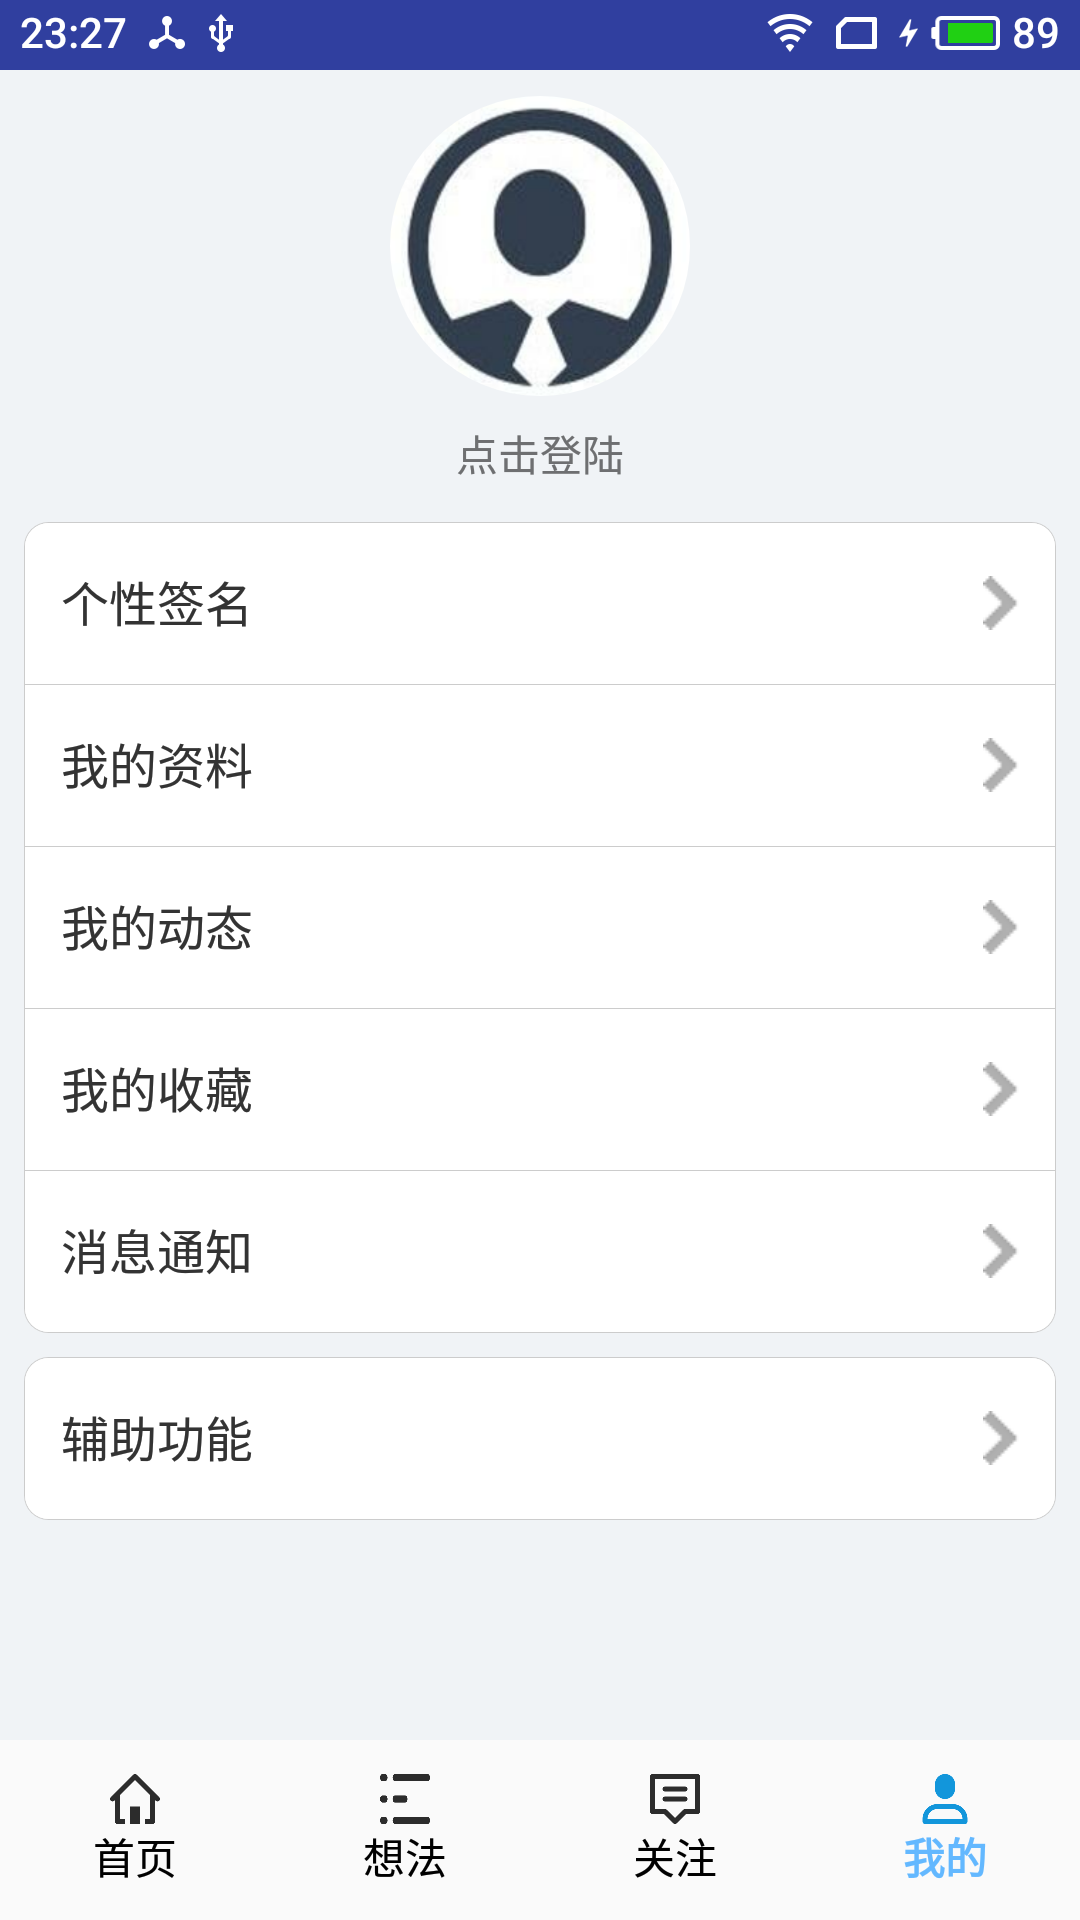 23:27 89
点击登陆
个性签名
我的资料
我的动态
我的收藏
消息通知
辅助功能
首页 想法 关注 我的